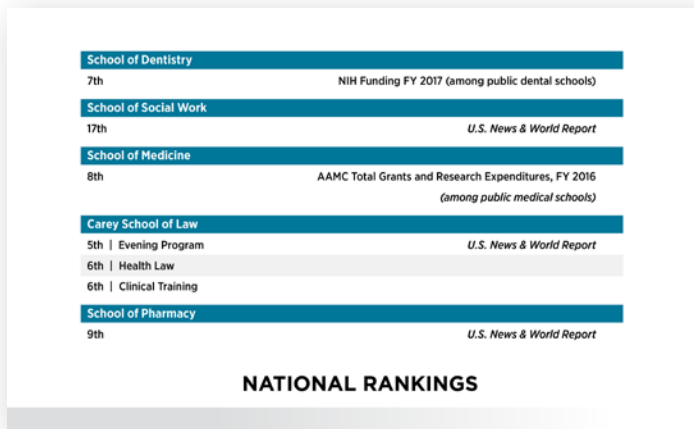 School of Dentistry
7th NIH Funding FY 2017 (among public dental schools)
School of Social Work
17th U.S. News & World Report
School of Medicine
8th AAMC Total Grants and Research Expenditures, FY 2016
(among public medical schools)
Carey School of Law
5th | Evening Program U.S. News & World Report
6th | Health Law
6th | Clinical Training
School of Pharmacy
9th U.S. News & World Report
NATIONAL RANKINGS